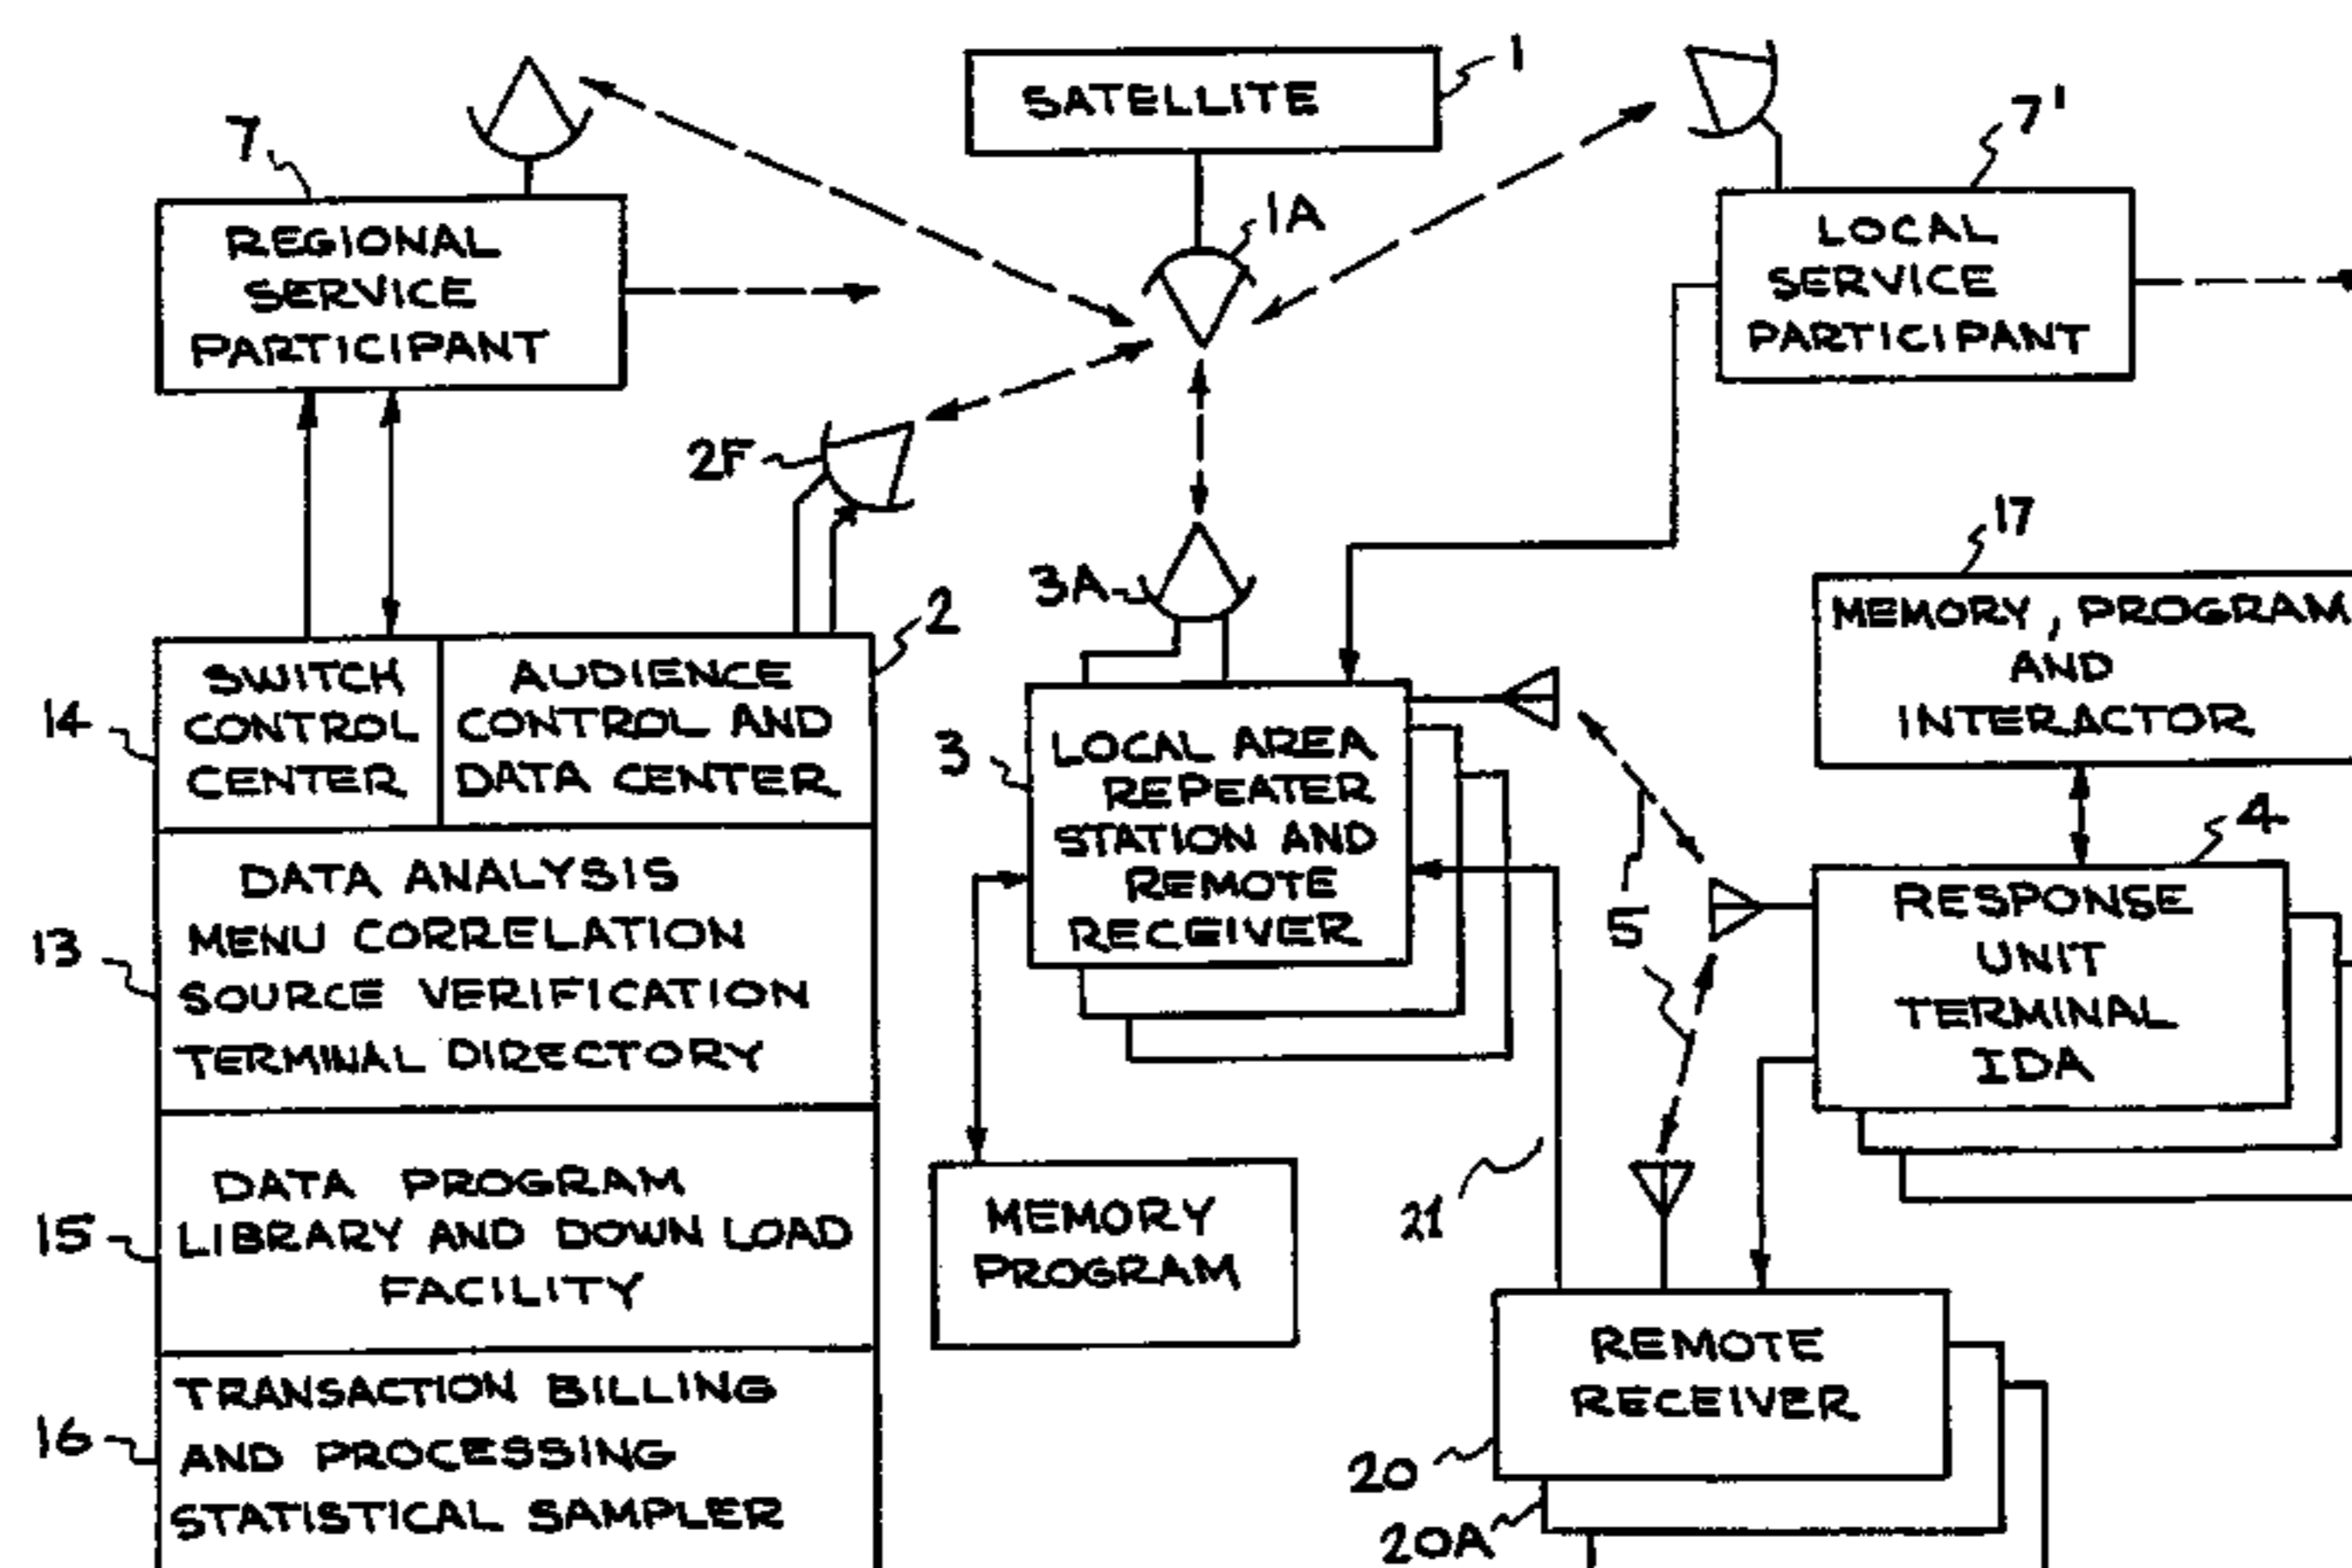 SATELLITE
1
7
7'
1A
REGIONAL
SERVICE
PARTICIPANT
LOCAL
SERVICE
PARTICIPANT
2F
3A
17
MEMORY, PROGRAM
AND
INTERACTOR
2
14
SWITCH
CONTROL
CENTER
AUDIENCE
CONTROL AND
DATA CENTER
3
LOCAL AREA
REPEATER
STATION AND
REMOTE
RECEIVER
5
4
RESPONSE
UNIT
TERMINAL
IDA
13
DATA ANALYSIS
MENU CORRELATION
SOURCE VERIFICATION
TERMINAL DIRECTORY
15
DATA PROGRAM
LIBRARY AND DOWN LOAD
FACILITY
MEMORY
PROGRAM
21
16
TRANSACTION BILLING
AND PROCESSING
STATISTICAL SAMPLER
REMOTE
RECEIVER
20
20A